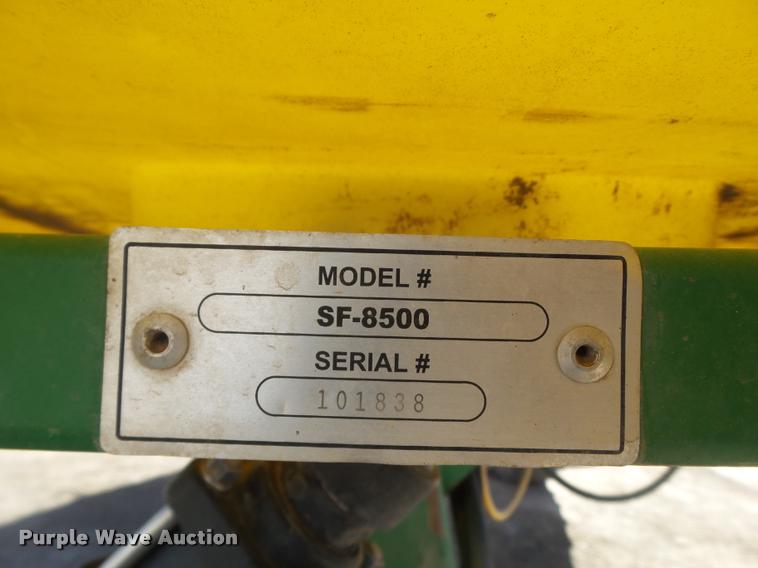 MODEL #
SF-8500
SERIAL #
101838
Purple Wave Auction